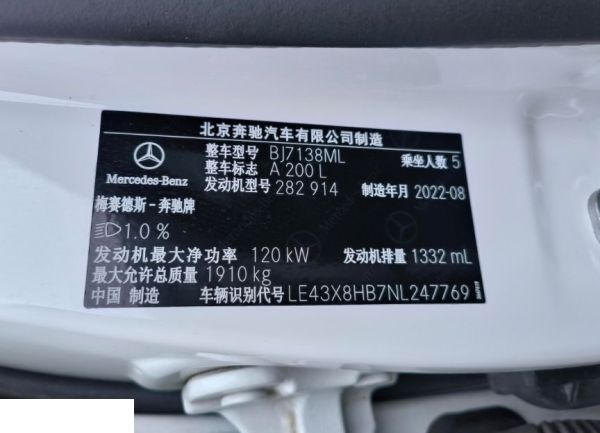 北京奔驰汽车有限公司制造
整车型号 BJ7138ML 乘坐人数 5
整车标志 A 200 L
发动机型号 282 914 制造年月 2022-08
Mercedes-Benz
梅赛德斯-奔驰牌
1.0 %
发动机最大净功率 120 kW 发动机排量 1332 mL
最大允许总质量 1910 kg
中国 制造 车辆识别代号 LE43X8HB7NL247769